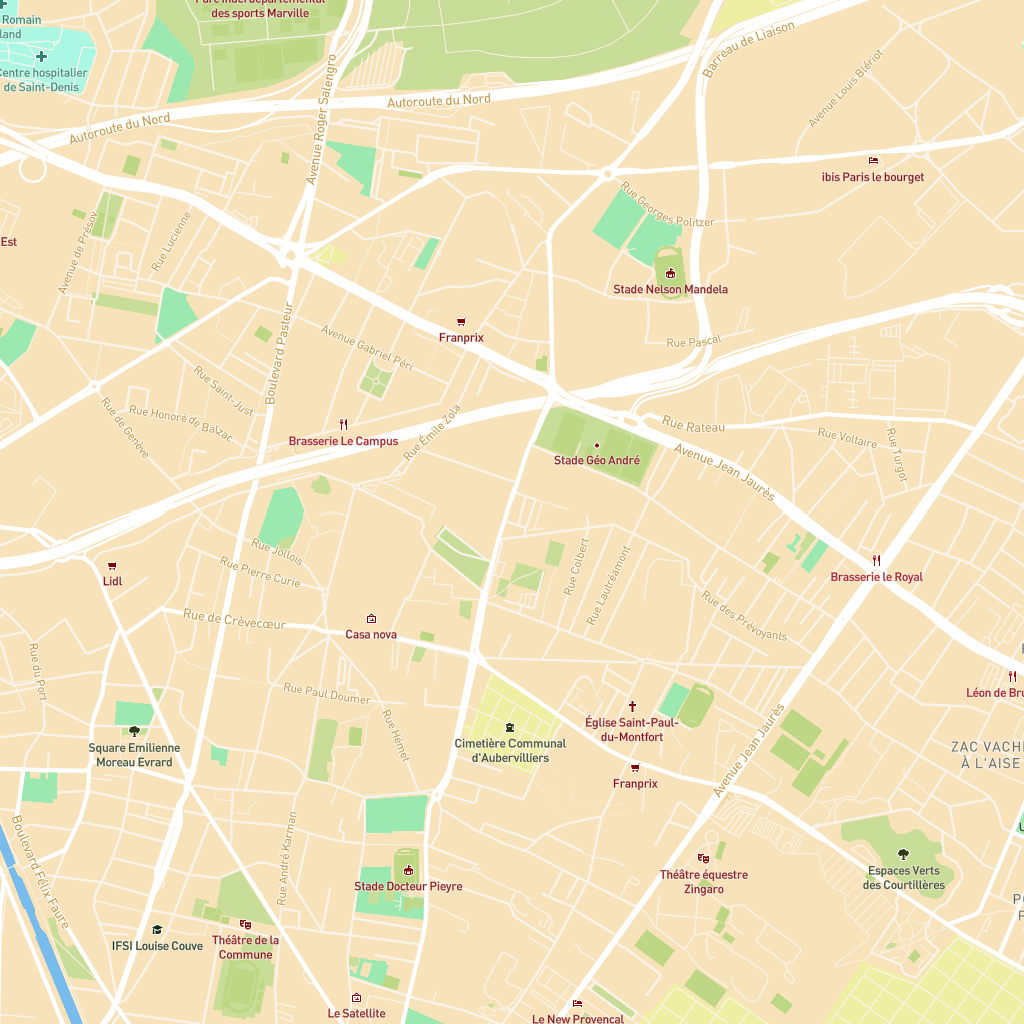 Parc interdépartemental
des sports Marville
Romain
land
Centre hospitalier
de Saint-Denis
Barreau de Liaison
Autoroute du Nord
Autoroute du Nord
Avenue Roger Salengro
Avenue Louis Blériot
ibis Paris le bourget
Rue Georges Politzer
Avenue de Presov
Rue Lucienne
Est
Stade Nelson Mandela
Franprix
Rue Pascal
Avenue Gabriel Péri
Boulevard Pasteur
Rue Saint-Just
Rue Honoré de Balzac
Rue de Genève
Brasserie Le Campus
Rue Émile Zola
Rue Rateau
Rue Voltaire
Rue Turgot
Stade Géo André
Avenue Jean Jaurès
Rue Jollois
Rue Pierre Curie
Lidl
Rue Colbert
Rue Lautréamont
Brasserie le Royal
Rue des Prévoyants
Rue de Crèvecœur
Casa nova
Rue du Port
Rue Paul Doumer
Rue Hémet
Léon de Bru
Église Saint-Paul-
du-Montfort
Cimetière Communal
d'Aubervilliers
Square Emilienne
Moreau Evrard
Avenue Jean Jaurès
ZAC VACHE
À L'AISE
Franprix
Boulevard Félix Faure
Rue André Karman
Stade Docteur Pieyre
Théâtre équestre
Zingaro
Espaces Verts
des Courtillères
IFSI Louise Couve
Théâtre de la
Commune
Le Satellite
Le New Provencal